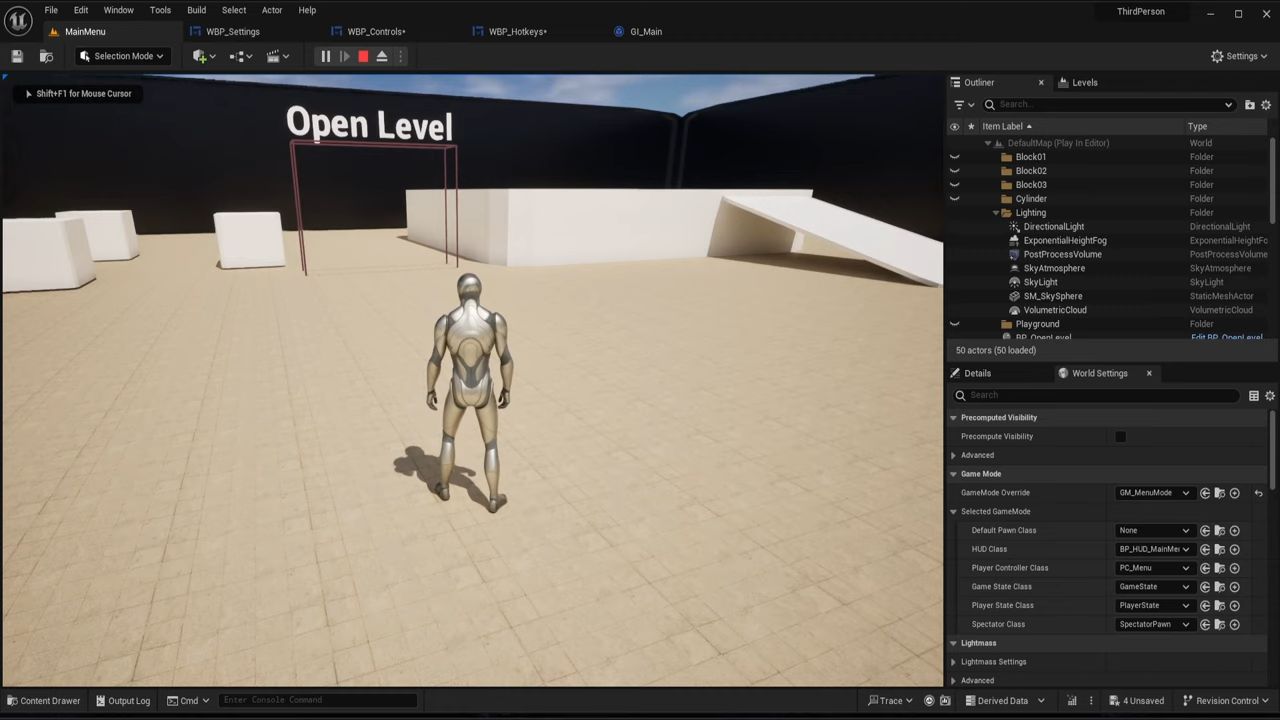 File Edit Window Tools Build Select Actor Help
ThirdPerson
MainMenu
WBP_Settings
WBP_Controls*
WBP_Hotkeys*
GI_Main
Selection Mode
Settings
Shift+F1 for Mouse Cursor
Open Level
Outliner
Levels
Search...
Item Label
Type
DefaultMap (Play In Editor) World
Block01 Folder
Block02 Folder
Block03 Folder
Cylinder Folder
Lighting Folder
DirectionalLight DirectionalLight
ExponentialHeightFog ExponentialHeightFo
PostProcessVolume PostProcessVolume
SkyAtmosphere SkyAtmosphere
SkyLight SkyLight
SM_SkySphere StaticMeshActor
VolumetricCloud VolumetricCloud
Playground Folder
BP_OpenLevel Edit BP_OpenLevel
50 actors (50 loaded)
Details
World Settings
Search
Precomputed Visibility
Precompute Visibility
Advanced
Game Mode
GameMode Override GM_MenuMode
Selected GameMode
Default Pawn Class None
HUD Class BP_HUD_MainMe
Player Controller Class PC_Menu
Game State Class GameState
Player State Class PlayerState
Spectator Class SpectatorPawn
Lightmass
Lightmass Settings
Advanced
Content Drawer
Output Log
Cmd
Enter Console Command
Trace
Derived Data
4 Unsaved
Revision Control